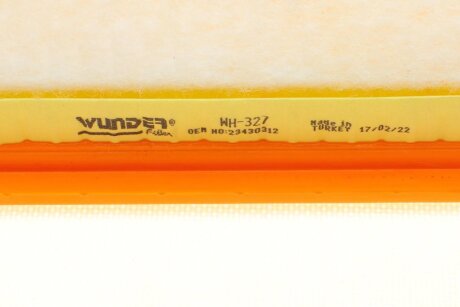 WUNDER® WH-327 Made in
Filter OEM NO:23430312 TURKEY 17/02/22